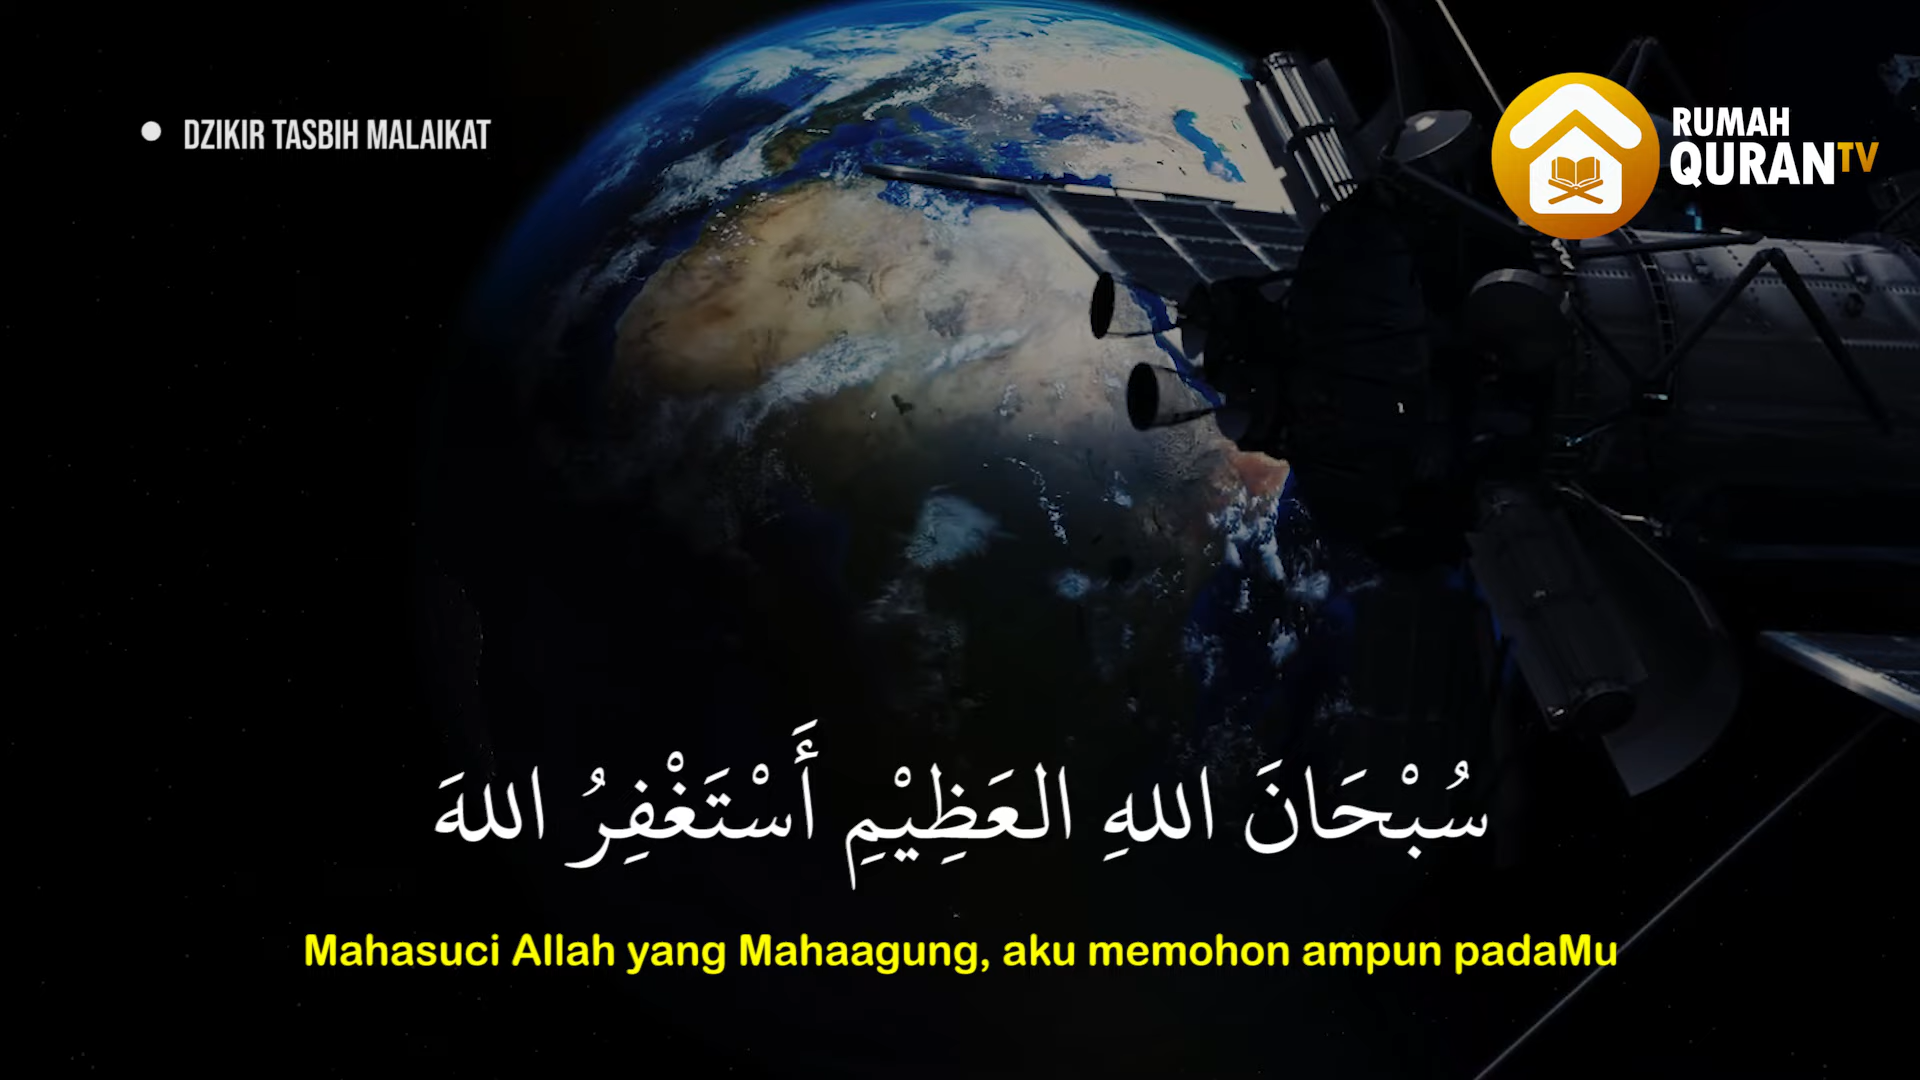 DZIKIR TASBIH MALAIKAT
RUMAH
QURANTV
سُبْحَانَ اللهِ العَظِيْمِ أَسْتَغْفِرُ اللهَ
Mahasuci Allah yang Mahaagung, aku memohon ampun padaMu